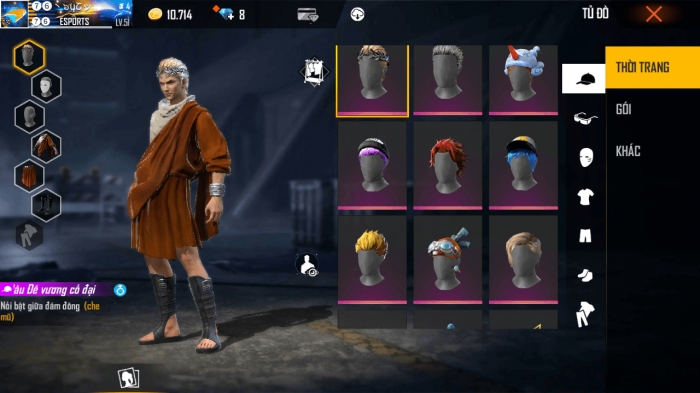 ESPORTS
LV.51
10.714
8
TỦ ĐỒ
THỜI TRANG
GÓI
KHÁC
Đế vương cổ đại
Nổi bật giữa đám đông (che mũ)